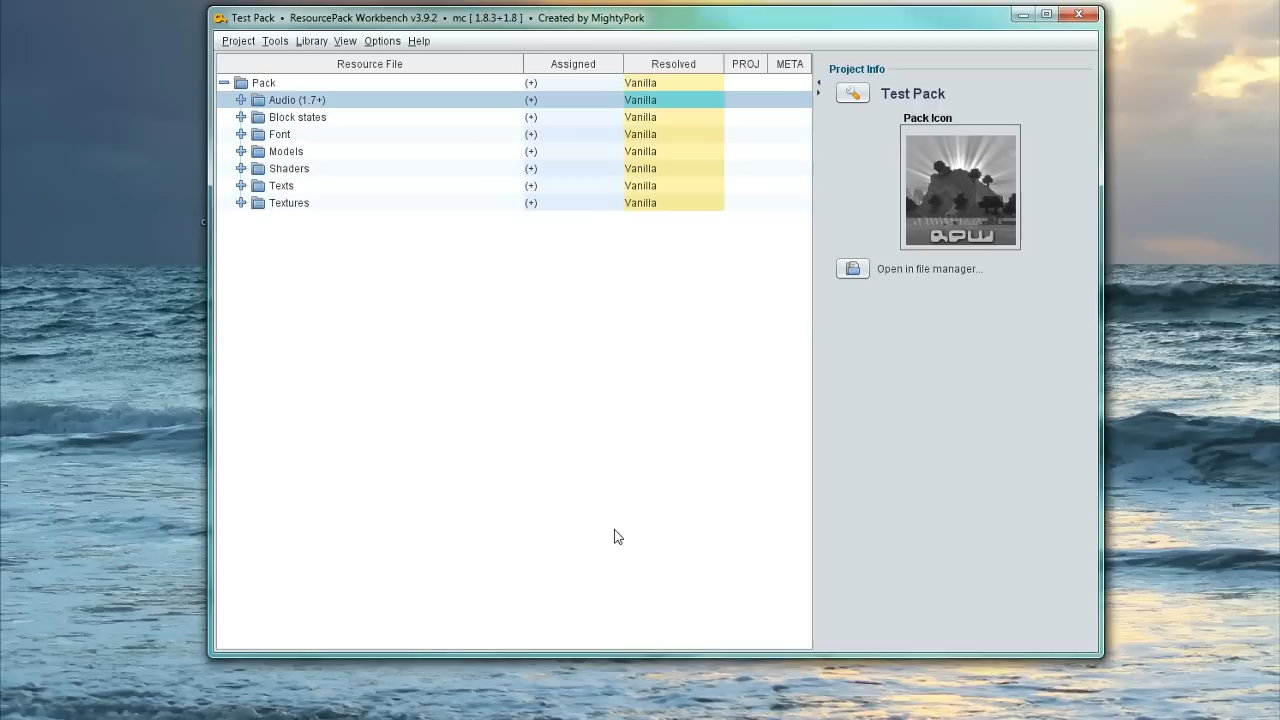 Test Pack • ResourcePack Workbench v3.9.2 • mc [ 1.8.3+1.8 ] • Created by MightyPork
Project Tools Library View Options Help
Resource File Assigned Resolved PROJ META
Pack (+) Vanilla
Audio (1.7+) (+) Vanilla
Block states (+) Vanilla
Font (+) Vanilla
Models (+) Vanilla
Shaders (+) Vanilla
Texts (+) Vanilla
Textures (+) Vanilla
Project Info
Test Pack
Pack Icon
RPW
Open in file manager...